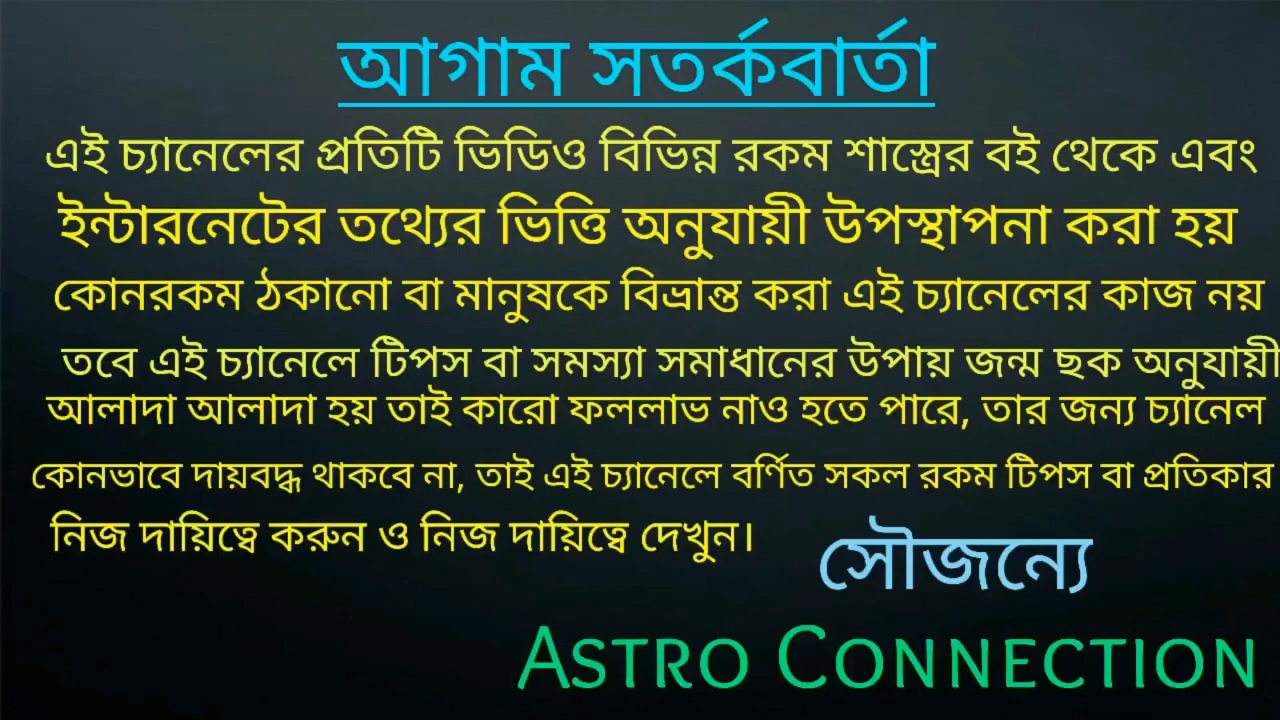 আগাম সতর্কবার্তা
এই চ্যানেলের প্রতিটি ভিডিও বিভিন্ন রকম শাস্ত্রের বই থেকে এবং
ইন্টারনেটের তথ্যের ভিত্তি অনুযায়ী উপস্থাপনা করা হয়
কোনরকম ঠকানো বা মানুষকে বিভ্রান্ত করা এই চ্যানেলের কাজ নয়
তবে এই চ্যানেলে টিপস বা সমস্যা সমাধানের উপায় জন্ম ছক অনুযায়ী
আলাদা আলাদা হয় তাই কারো ফললাভ নাও হতে পারে, তার জন্য চ্যানেল
কোনভাবে দায়বদ্ধ থাকবে না, তাই এই চ্যানেলে বর্ণিত সকল রকম টিপস বা প্রতিকার
নিজ দায়িত্বে করুন ও নিজ দায়িত্বে দেখুন।
সৌজন্যে
ASTRO CONNECTION